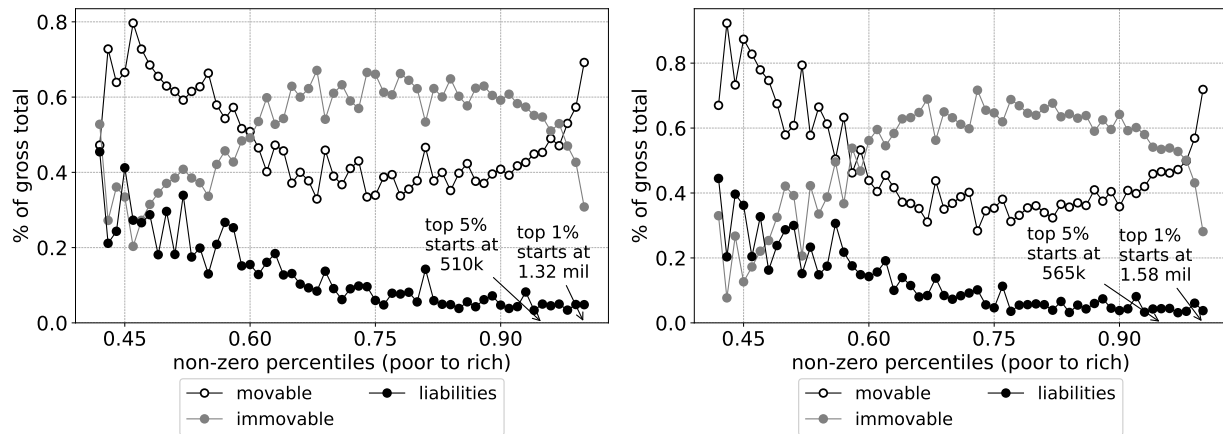 % of gross total
0.8
0.6
0.4
0.2
0.0
top 5%
starts at
510k
top 1%
starts at
1.32 mil
0.45
0.60
0.75
0.90
non-zero percentiles (poor to rich)
movable
immovable
liabilities
% of gross total
0.8
0.6
0.4
0.2
0.0
top 5%
starts at
565k
top 1%
starts at
1.58 mil
0.45
0.60
0.75
0.90
non-zero percentiles (poor to rich)
movable
immovable
liabilities